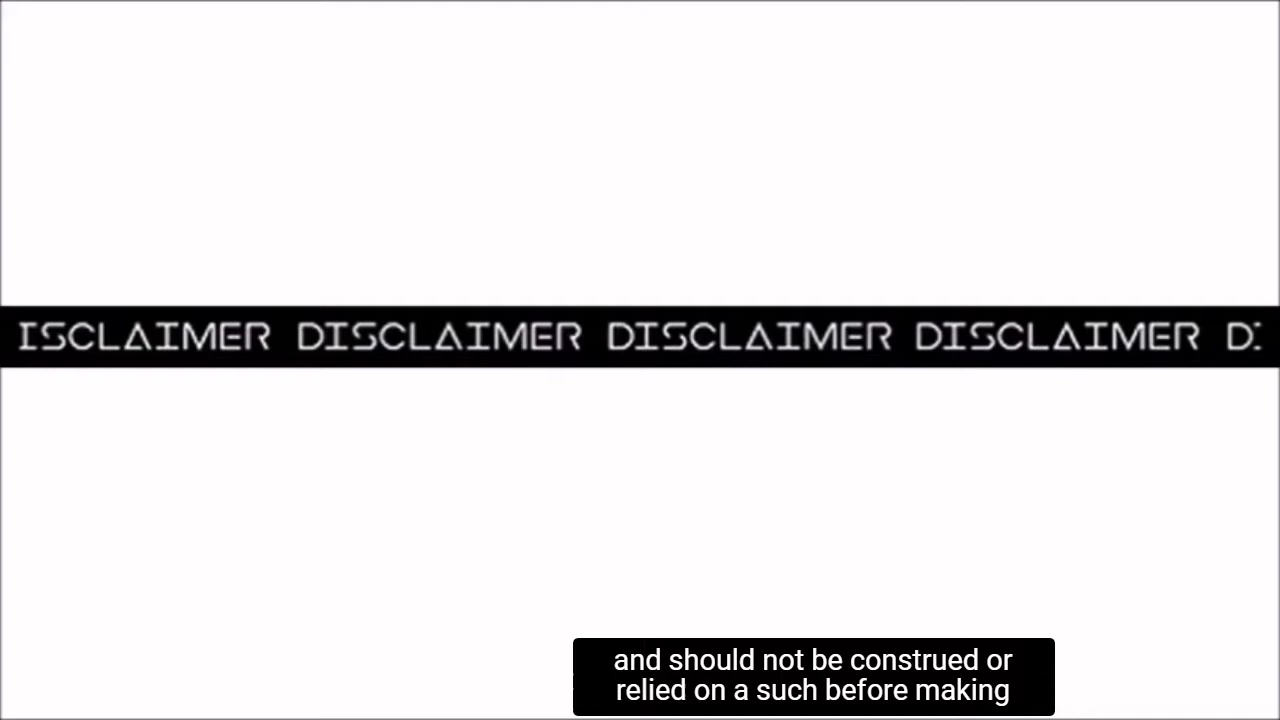 ISCLAIMER DISCLAIMER DISCLAIMER DISCLAIMER D
and should not be construed or
relied on a such before making